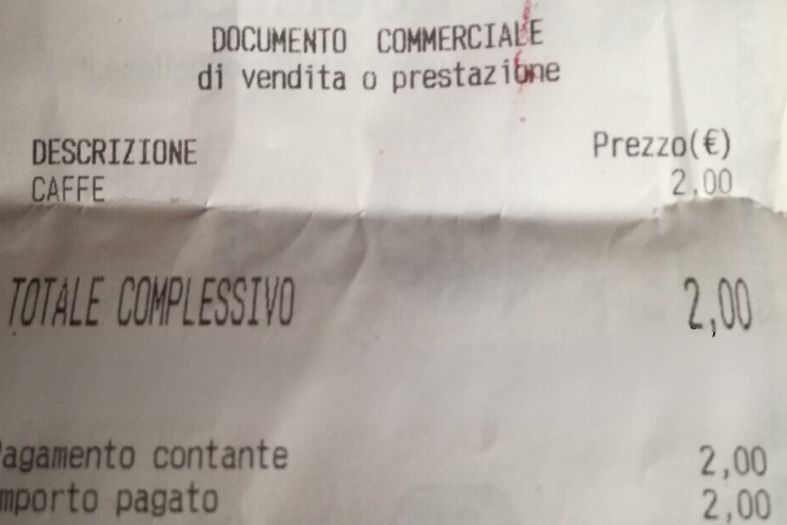 DOCUMENTO COMMERCIALE
di vendita o prestazione
DESCRIZIONE Prezzo(€)
CAFFE 2,00
TOTALE COMPLESSIVO 2,00
Pagamento contante 2,00
mporto pagato 2,00